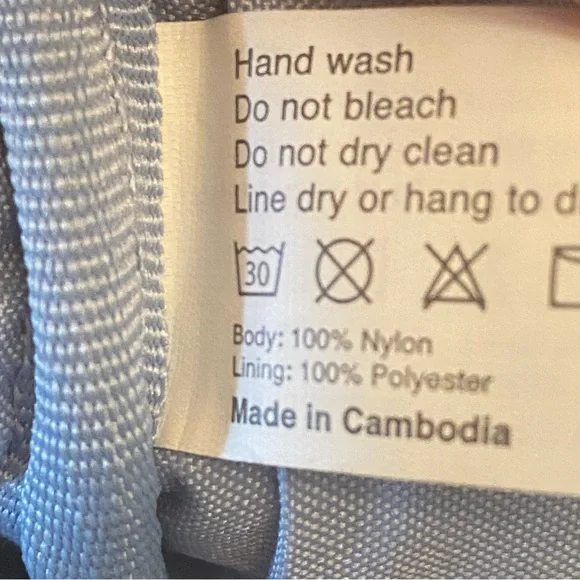 Hand wash
Do not bleach
Do not dry clean
Line dry or hang to d
30
Body: 100% Nylon
Lining: 100% Polyester
Made in Cambodia